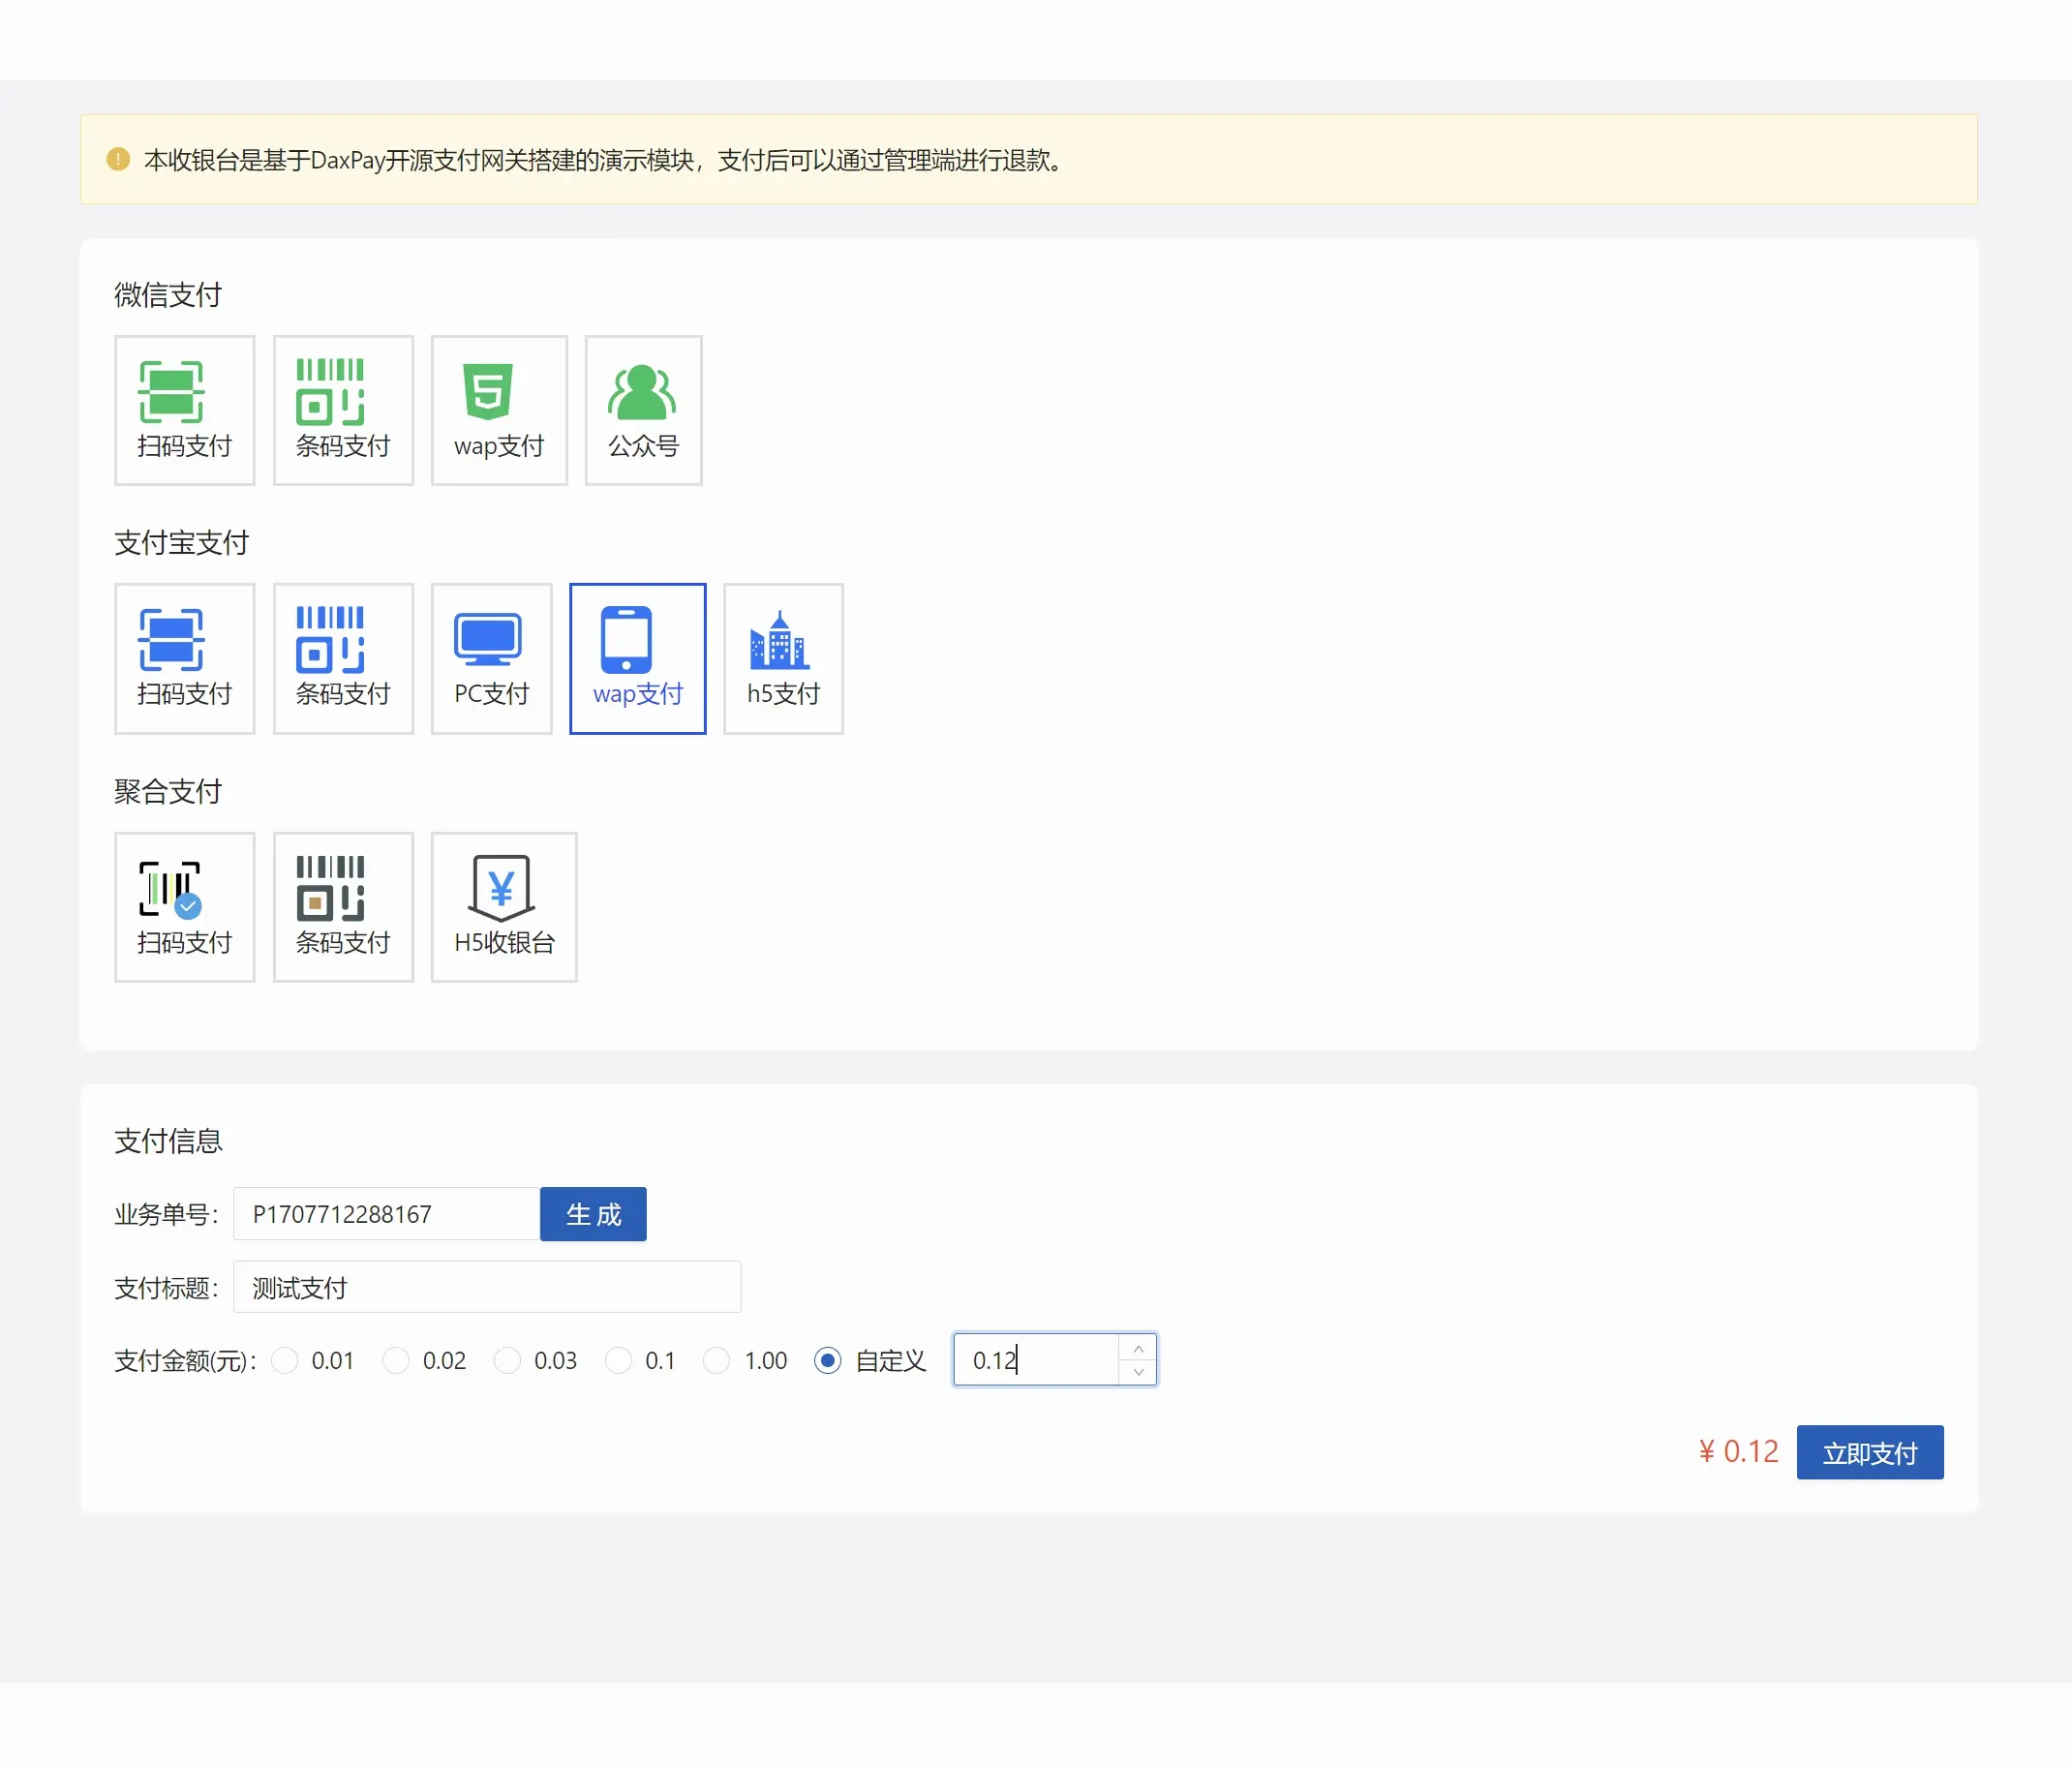 本收银台是基于DaxPay开源支付网关搭建的演示模块，支付后可以通过管理端进行退款。
微信支付
扫码支付 条码支付 wap支付 公众号
支付宝支付
扫码支付 条码支付 PC支付 wap支付 h5支付
聚合支付
扫码支付 条码支付 H5收银台
支付信息
业务单号： P1707712288167 生成
支付标题： 测试支付
支付金额(元)： 0.01 0.02 0.03 0.1 1.00 自定义 0.12
¥ 0.12 立即支付